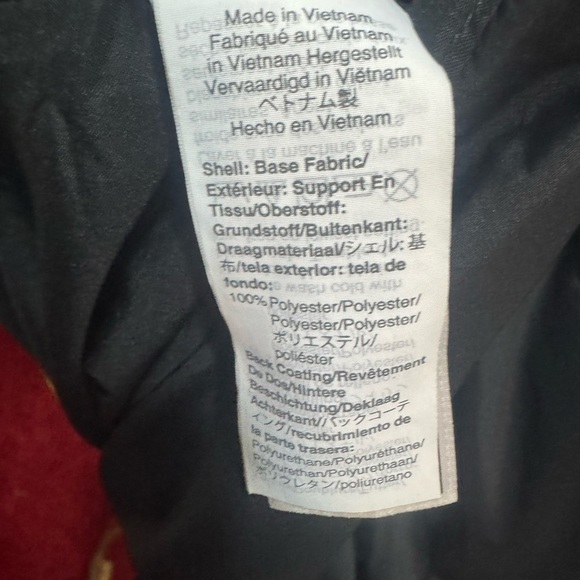 Made in Vietnam
Fabriqué au Vietnam
in Vietnam Hergestellt
Vervaardigd in Viëtnam
ベトナム製
Hecho en Vietnam
Shell: Base Fabric/
Extérieur: Support En
Tissu/Oberstoff:
Grundstoff/Buitenkant:
Draagmateriaal/シェル: 基
布/tela exterior: tela de
fondo:
100% Polyester/Polyester/
Polyester/Polyester/
ポリエステル/
poliéster
Back Coating/Revêtement
De Dos/Hintere
Beschichtung/Deklaag
Achterkant/バックコーテ
ィング/recubrimiento de
la parte trasera:
Polyurethane/Polyuréthane/
Polyurethan/Polyurethaan/
ポリウレタン/poliuretano